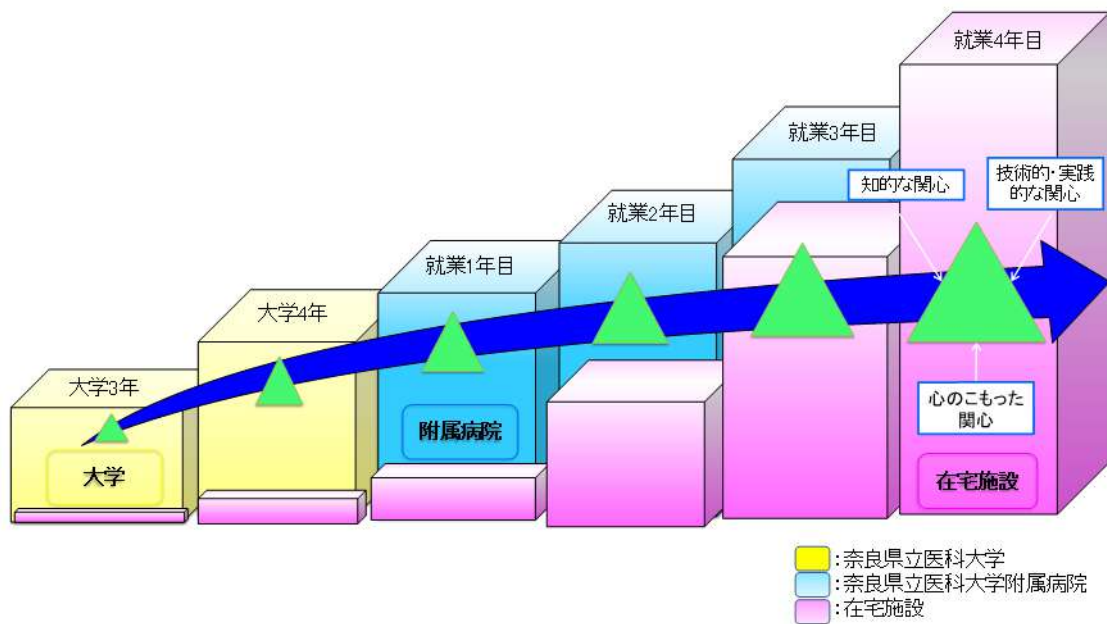 就業4年目
就業3年目
知的な関心
技術的・実践
的な関心
就業2年目
就業1年目
大学4年
大学3年
心のこもった
関心
附属病院
大学
在宅施設
:奈良県立医科大学
:奈良県立医科大学附属病院
:在宅施設